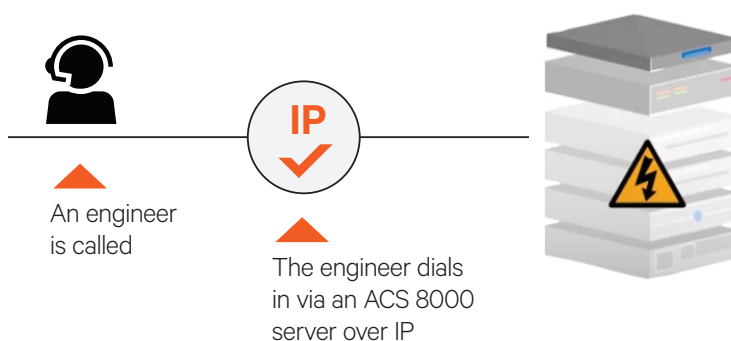 IP
An engineer
is called
The engineer dials
in via an ACS 8000
server over IP